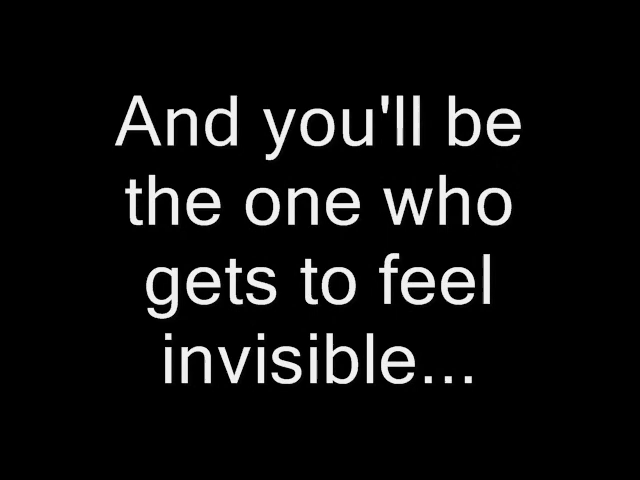 And you'll be
the one who
gets to feel
invisible...